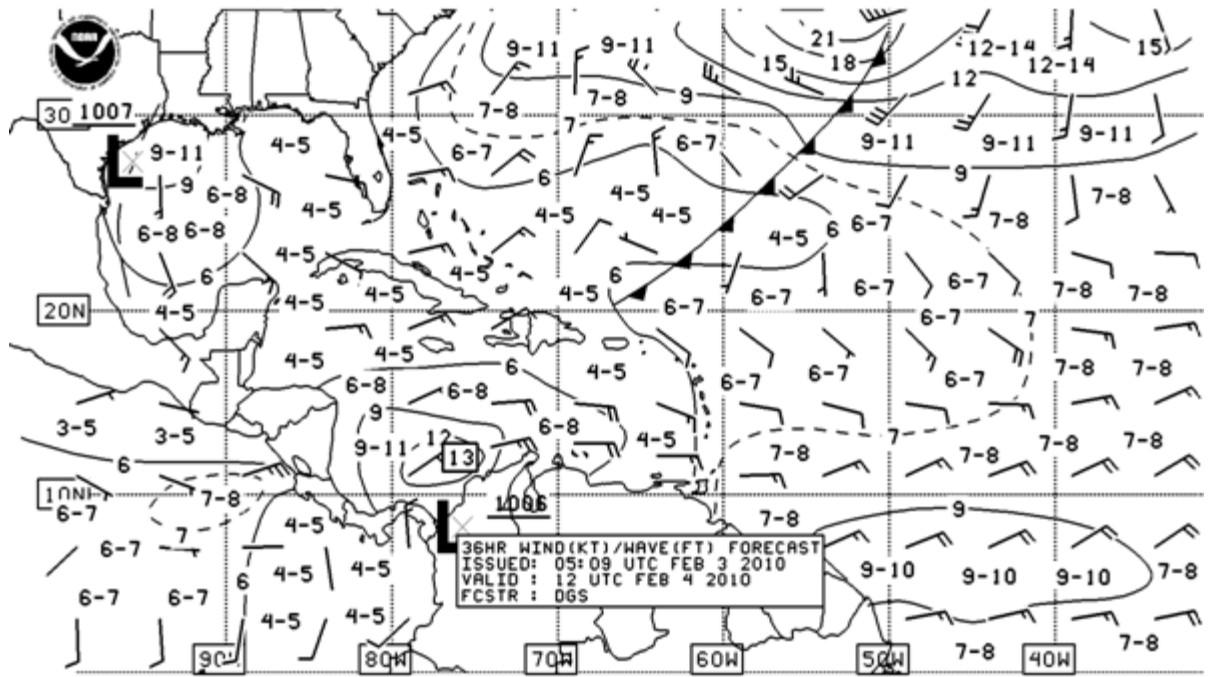 NOAA
9-11 9-11 21 12-14 15
15 18 12-14
12
7-8 7-8 9
30 1007 7
4-5 4-5 6-7 6-7 9-11 9-11 9-11
9-11
9 6-8 6 4-5 9 7-8
4-5 4-5 4-5 6-7 7-8
6-8 6-8 4-5 6
6 4-5 6
4-5 4-5 4-5 6-7 6-7 6-7 6-7 7-8 7-8
20N 4-5 6-7 7
4-5 4-5 6 4-5 6-7 6-7 6-7 7-8 7-8
6-8 6-8
9 6-8
3-5 3-5 12 4-5 7 7-8 7-8
9-11 13 7-8
6
10N 7-8 1006 9
6-7 7 4-5 7-8
36HR WIND(KT)/WAVE(FT) FORECAST
ISSUED: 05:09 UTC FEB 3 2010
VALID : 12 UTC FEB 4 2010
FCSTR : DGS
6-7 6 4-5 4-5 9-10 9-10 9-10 7-8
6-7 6-7 4-5 4-5
7-8 7-8
90 80W 70W 60W 50W 40W